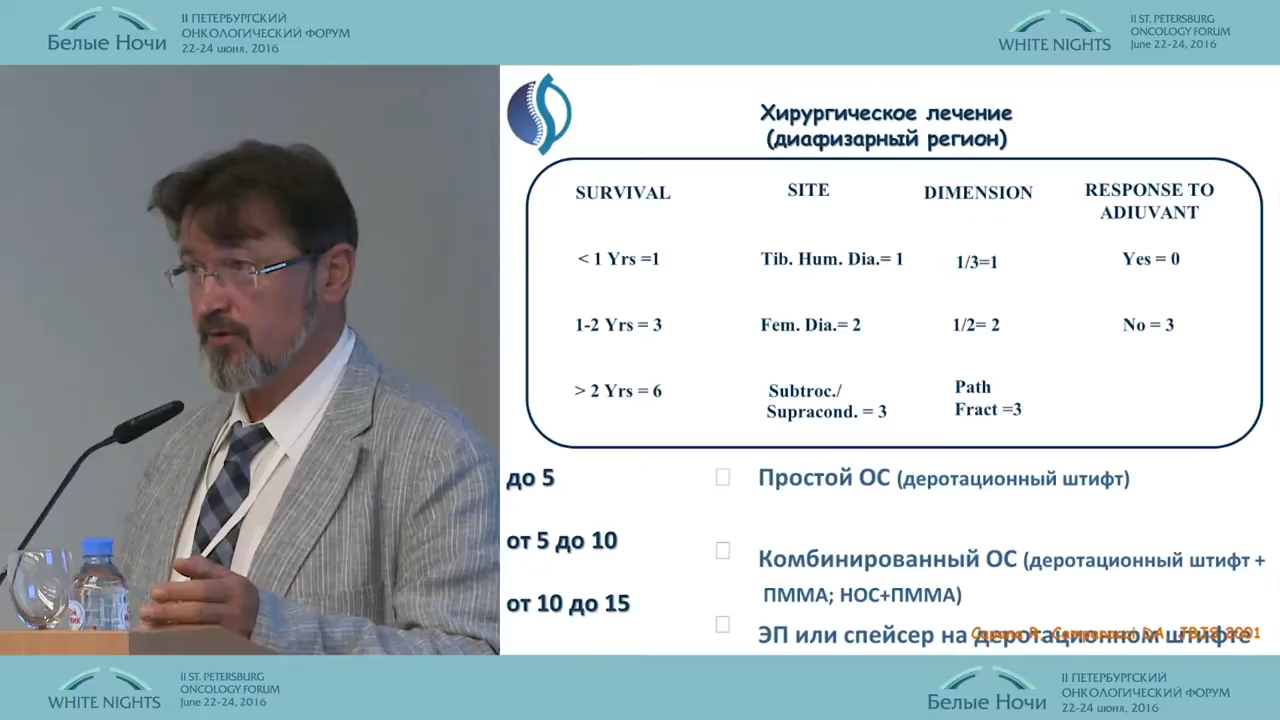 Белые Ночи
II ПЕТЕРБУРГСКИЙ
ОНКОЛОГИЧЕСКИЙ ФОРУМ
22-24 июня, 2016
WHITE NIGHTS
II ST. PETERSBURG
ONCOLOGY FORUM
June 22-24, 2016
Хирургическое лечение
(диафизарный регион)
SURVIVAL
SITE
DIMENSION
RESPONSE TO
ADIUVANT
< 1 Yrs =1
Tib. Hum. Dia.= 1
1/3=1
Yes = 0
1-2 Yrs = 3
Fem. Dia.= 2
1/2= 2
No = 3
> 2 Yrs = 6
Subtroc./
Supracond. = 3
Path
Fract =3
до 5
Простой ОС (деротационный штифт)
от 5 до 10
Комбинированный ОС (деротационный штифт +
ПММА; НОС+ПММА)
от 10 до 15
ЭП или спейсер на деротационном штифте
R. Campanacci D.A. JBJS 2001
WHITE NIGHTS
II ST. PETERSBURG
ONCOLOGY FORUM
June 22-24, 2016
Белые Ночи
II ПЕТЕРБУРГСКИЙ
ОНКОЛОГИЧЕСКИЙ ФОРУМ
22-24 июня, 2016